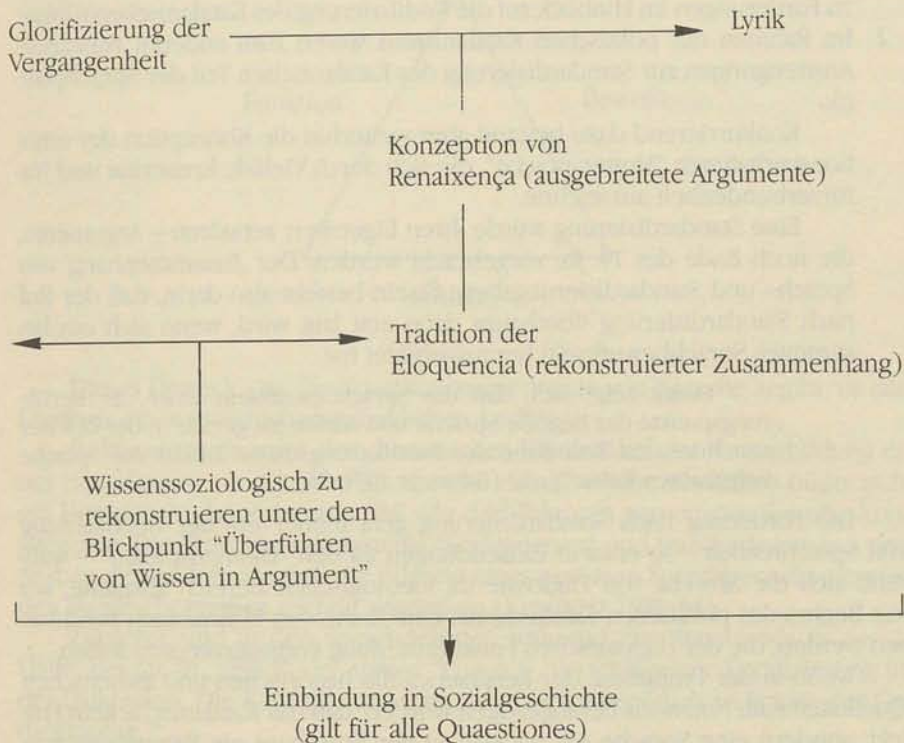 Glorifizierung der
Vergangenheit
Lyrik
Konzeption von
Renaixença (ausgebreitete Argumente)
Tradition der
Eloquencia (rekonstruierter Zusammenhang)
Wissenssoziologisch zu
rekonstruieren unter dem
Blickpunkt “Überführen
von Wissen in Argument”
Einbindung in Sozialgeschichte
(gilt für alle Quaestiones)